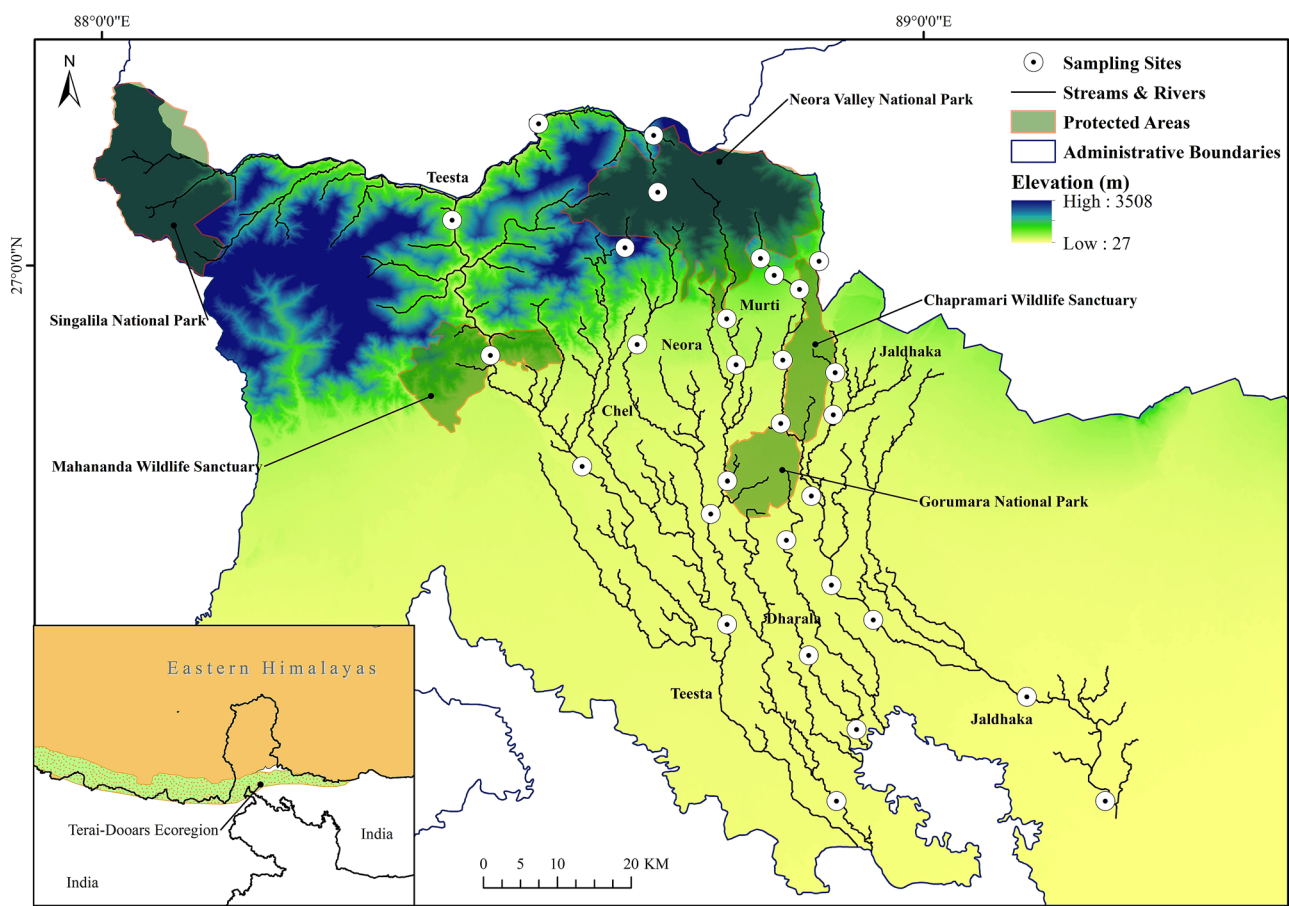 88°0'0"E
89°0'0"E
N
27°0'0"N
Sampling Sites
Streams & Rivers
Protected Areas
Administrative Boundaries
Elevation (m)
High : 3508
Low : 27
Neora Valley National Park
Teesta
Singalila National Park
Chapramari Wildlife Sanctuary
Murti
Neora
Jaldhaka
Chel
Mahananda Wildlife Sanctuary
Gorumara National Park
Dharala
Teesta
Jaldhaka
Eastern Himalayas
Terai-Dooars Ecoregion
India
India
0 5 10 20 KM